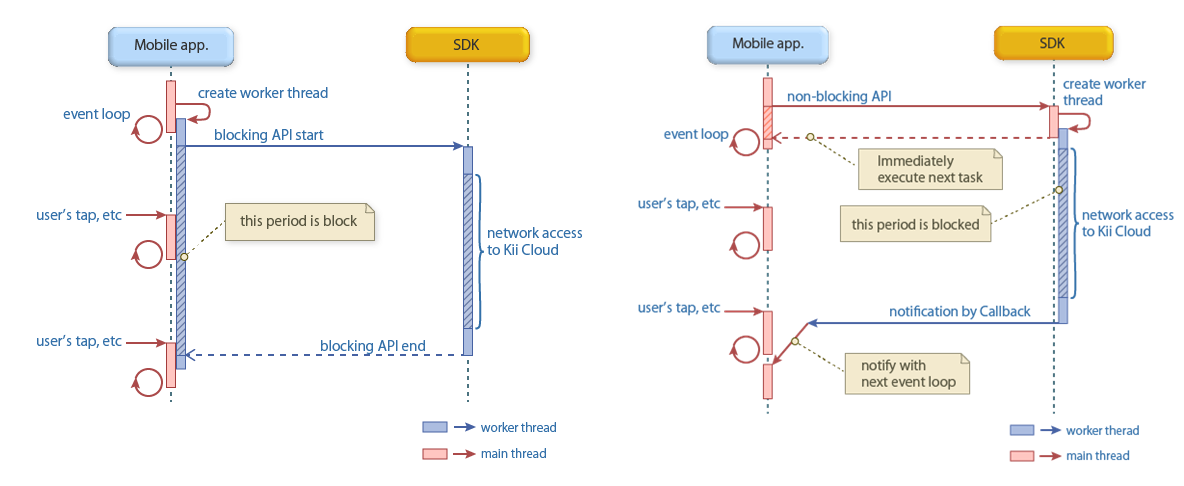 Mobile app.
SDK
create worker thread
event loop
blocking API start
user's tap, etc
this period is block
network access
to Kii Cloud
user's tap, etc
blocking API end
worker thread
main thread
Mobile app.
SDK
create worker
thread
non-blocking API
event loop
Immediately
execute next task
user's tap, etc
this period is blocked
network access
to Kii Cloud
user's tap, etc
notification by Callback
notify with
next event loop
worker therad
main thread